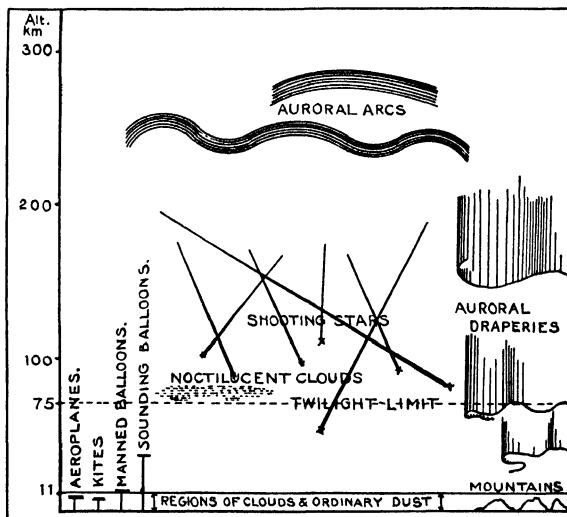 Alt.
km
300
AURORAL ARCS
200
AURORAL
DRAPERIES
SHOOTING STARS
100
NOCTILUCENT CLOUDS
75
TWILIGHT LIMIT
AEROPLANES.
KITES
MANNED BALLOONS.
SOUNDING BALLOONS.
MOUNTAINS
11
REGIONS OF CLOUDS & ORDINARY DUST